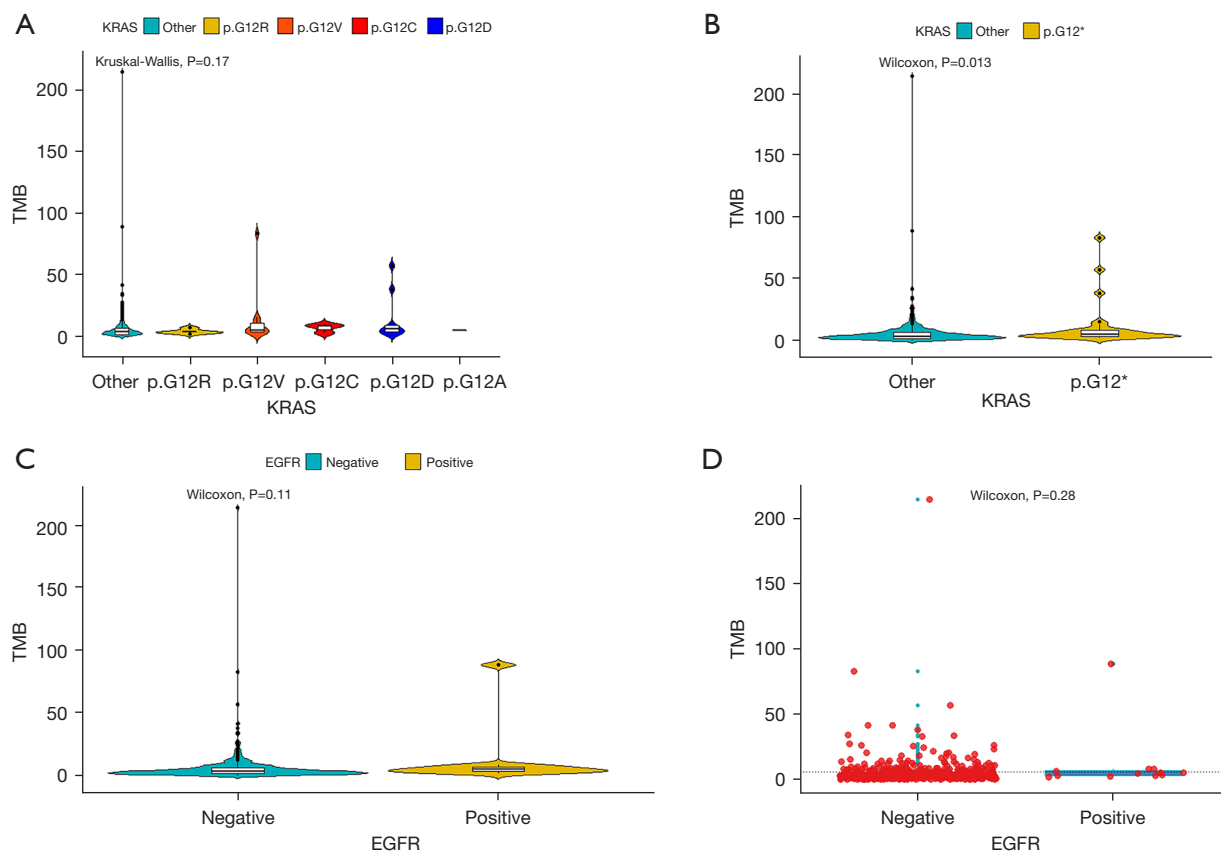 A
KRAS Other p.G12R p.G12V p.G12C p.G12D
Kruskal-Wallis, P=0.17
200
150
100
50
0
TMB
Other p.G12R p.G12V p.G12C p.G12D p.G12A
KRAS
B
KRAS Other p.G12*
Wilcoxon, P=0.013
200
150
100
50
0
TMB
Other p.G12*
KRAS
C
EGFR Negative Positive
Wilcoxon, P=0.11
200
150
100
50
0
TMB
Negative Positive
EGFR
D
Wilcoxon, P=0.28
200
150
100
50
0
TMB
Negative Positive
EGFR